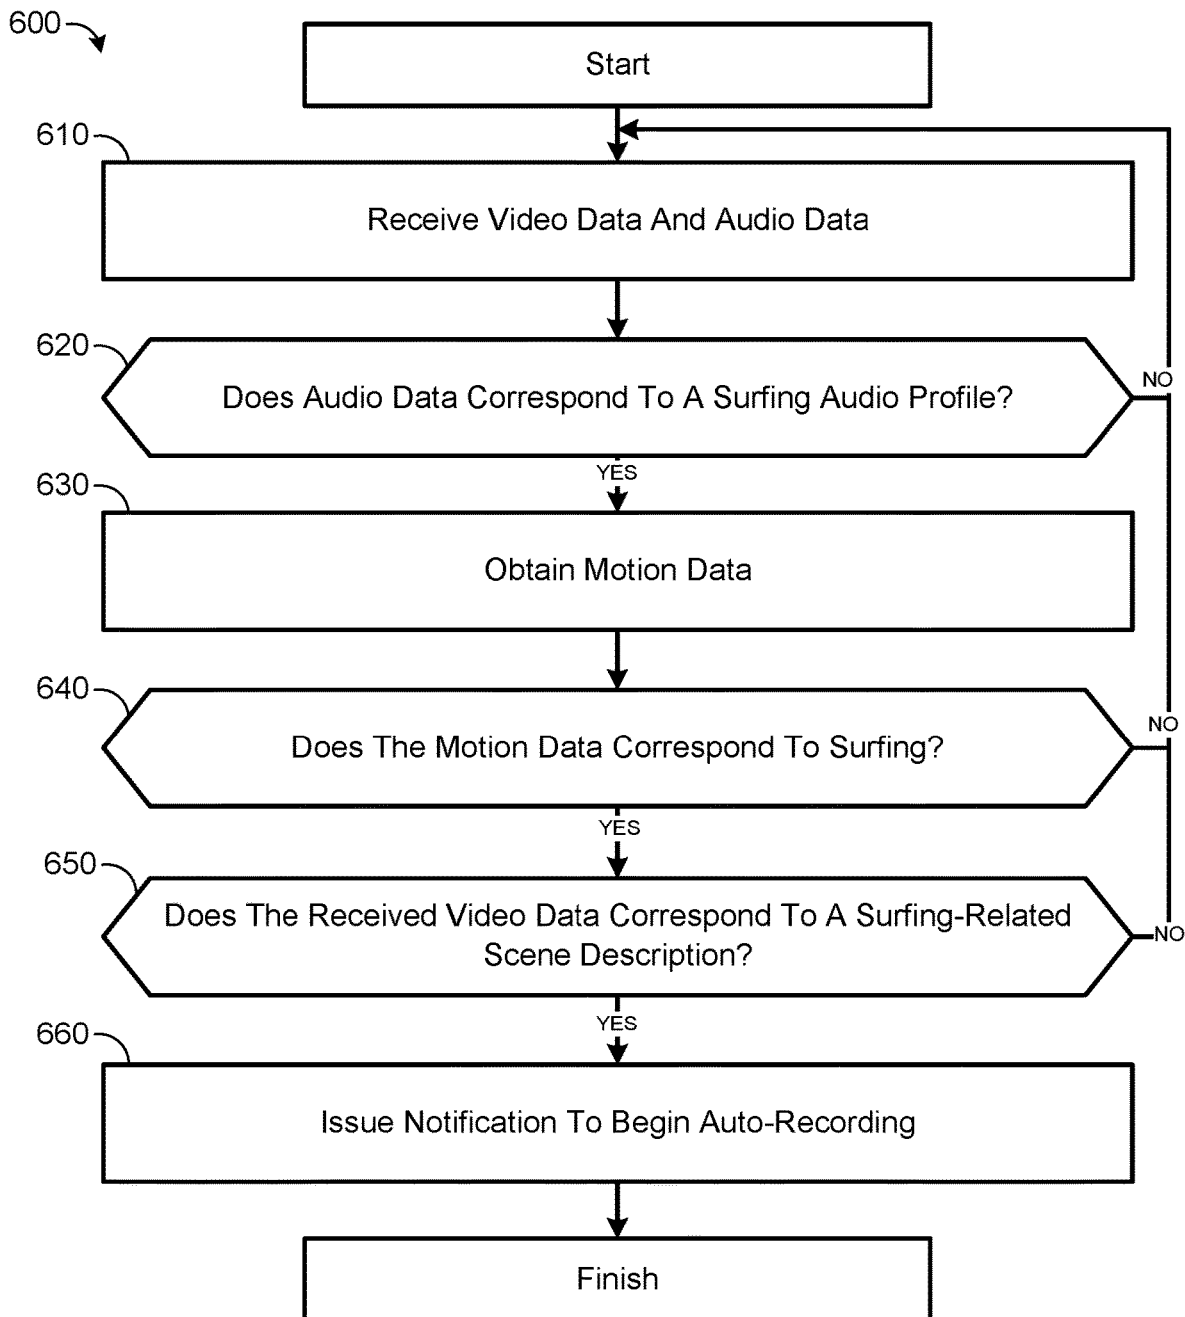 600
Start
610
Receive Video Data And Audio Data
620
Does Audio Data Correspond To A Surfing Audio Profile?
NO
YES
630
Obtain Motion Data
640
Does The Motion Data Correspond To Surfing?
NO
YES
650
Does The Received Video Data Correspond To A Surfing-Related
Scene Description?
NO
YES
660
Issue Notification To Begin Auto-Recording
Finish